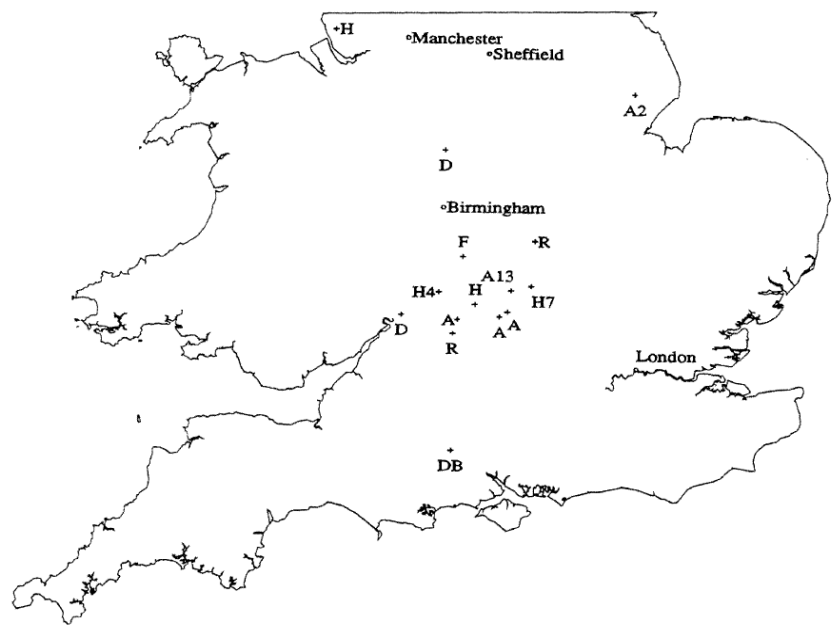 H
Manchester
Sheffield
A2
D
Birmingham
F
R
A13
H4
H
H7
D
A
A
A
R
London
DB